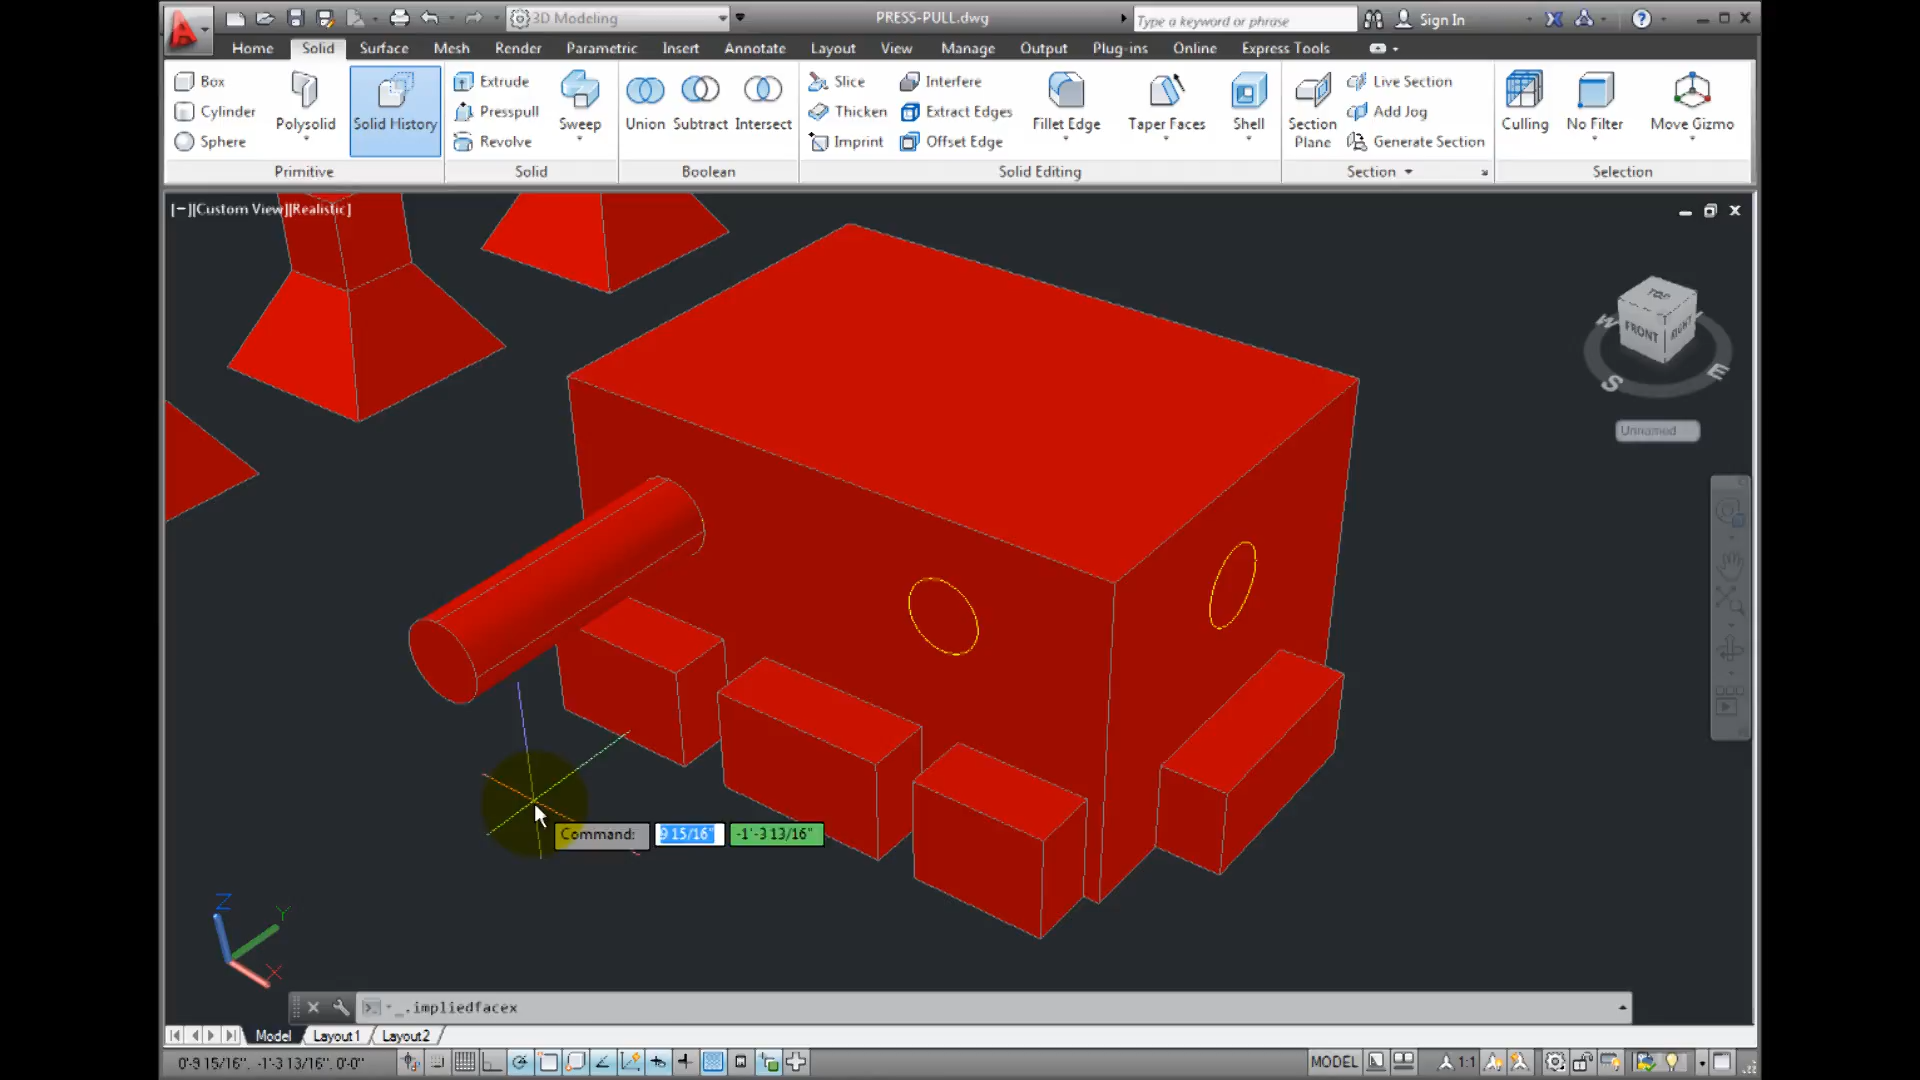 3D Modeling
PRESS-PULL.dwg
Type a keyword or phrase
Sign In
Home Solid Surface Mesh Render Parametric Insert Annotate Layout View Manage Output Plug-ins Online Express Tools
Box
Cylinder
Sphere
Polysolid
Solid History
Primitive
Extrude
Presspull
Revolve
Sweep
Solid
Union
Subtract
Intersect
Boolean
Slice
Thicken
Imprint
Interfere
Extract Edges
Offset Edge
Fillet Edge
Taper Faces
Shell
Solid Editing
Section
Plane
Live Section
Add Jog
Generate Section
Section
Culling
No Filter
Move Gizmo
Selection
[−][Custom View][Realistic]
TOP
FRONT
RIGHT
W
S
E
Unnamed
Command: 9 15/16" -1'-3 13/16"
Z
Y
X
_.impliedfacex
Model Layout1 Layout2
0'-9 15/16", -1'-3 13/16", 0'-0"
MODEL
1:1